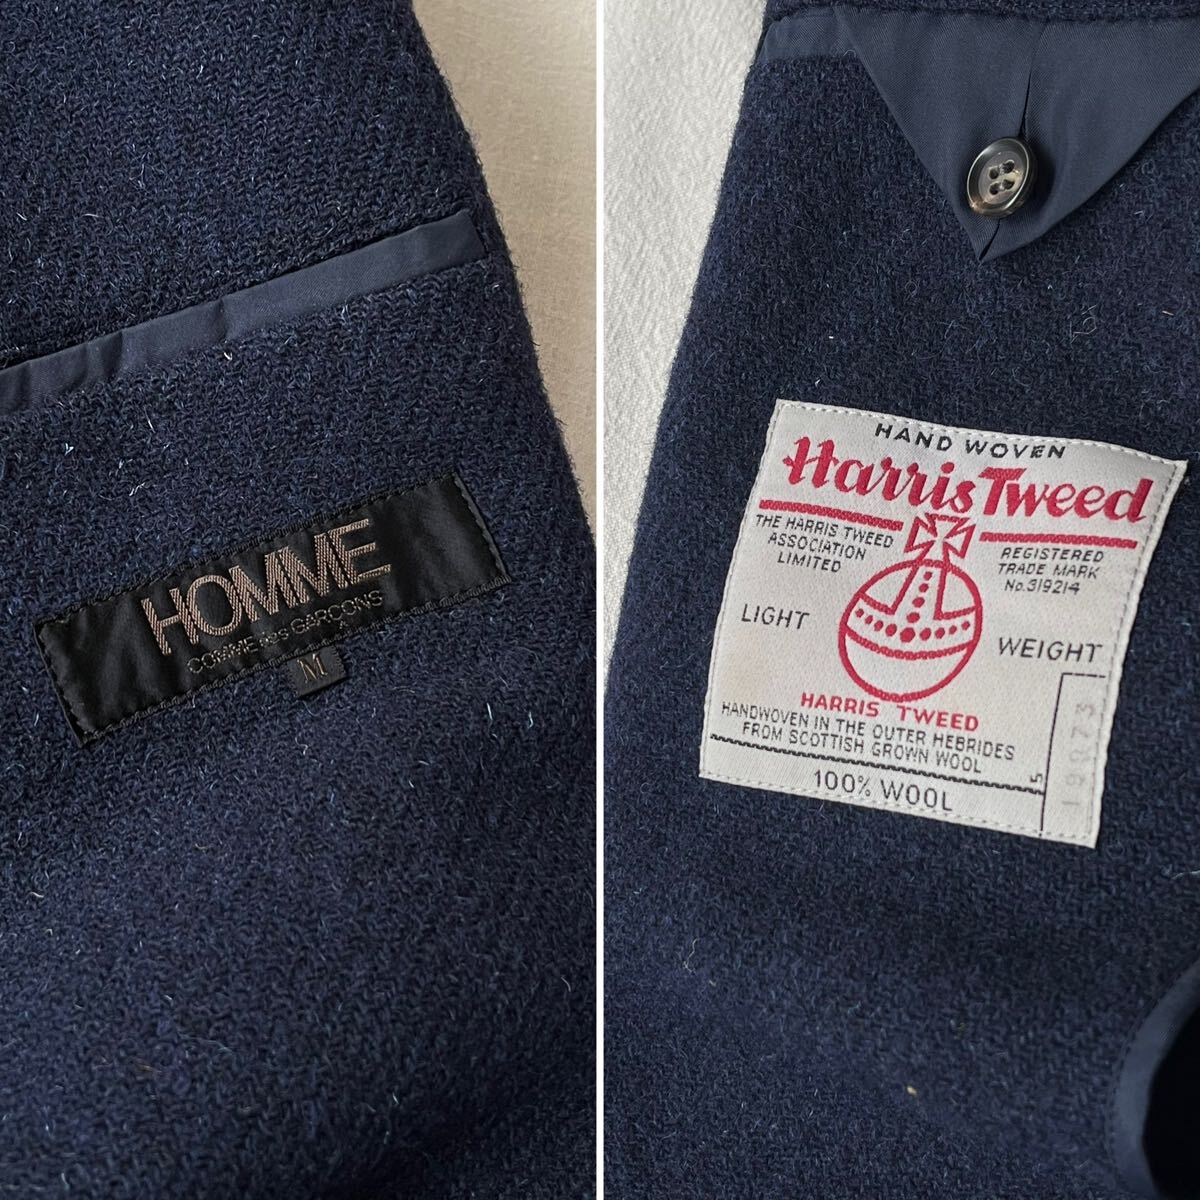 HOMME
COMME des GARCONS
M
HAND WOVEN
Harris Tweed
THE HARRIS TWEED
ASSOCIATION
LIMITED
REGISTERED
TRADE MARK
No. 319214
LIGHT
WEIGHT
HARRIS TWEED
HANDWOVEN IN THE OUTER HEBRIDES
FROM SCOTTISH GROWN WOOL
100% WOOL
5